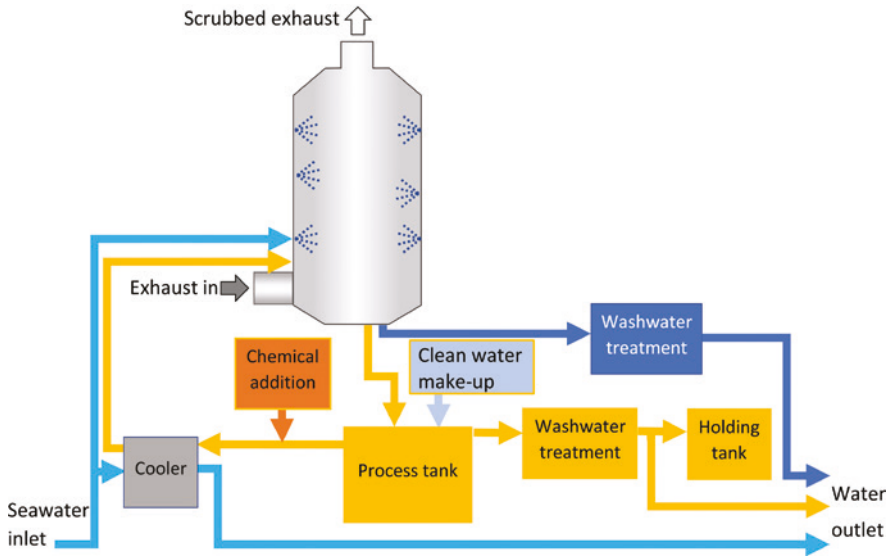 Scrubbed exhaust
Exhaust in
Washwater
treatment
Chemical
addition
Clean water
make-up
Cooler
Process tank
Washwater
treatment
Holding
tank
Seawater
inlet
Water
outlet